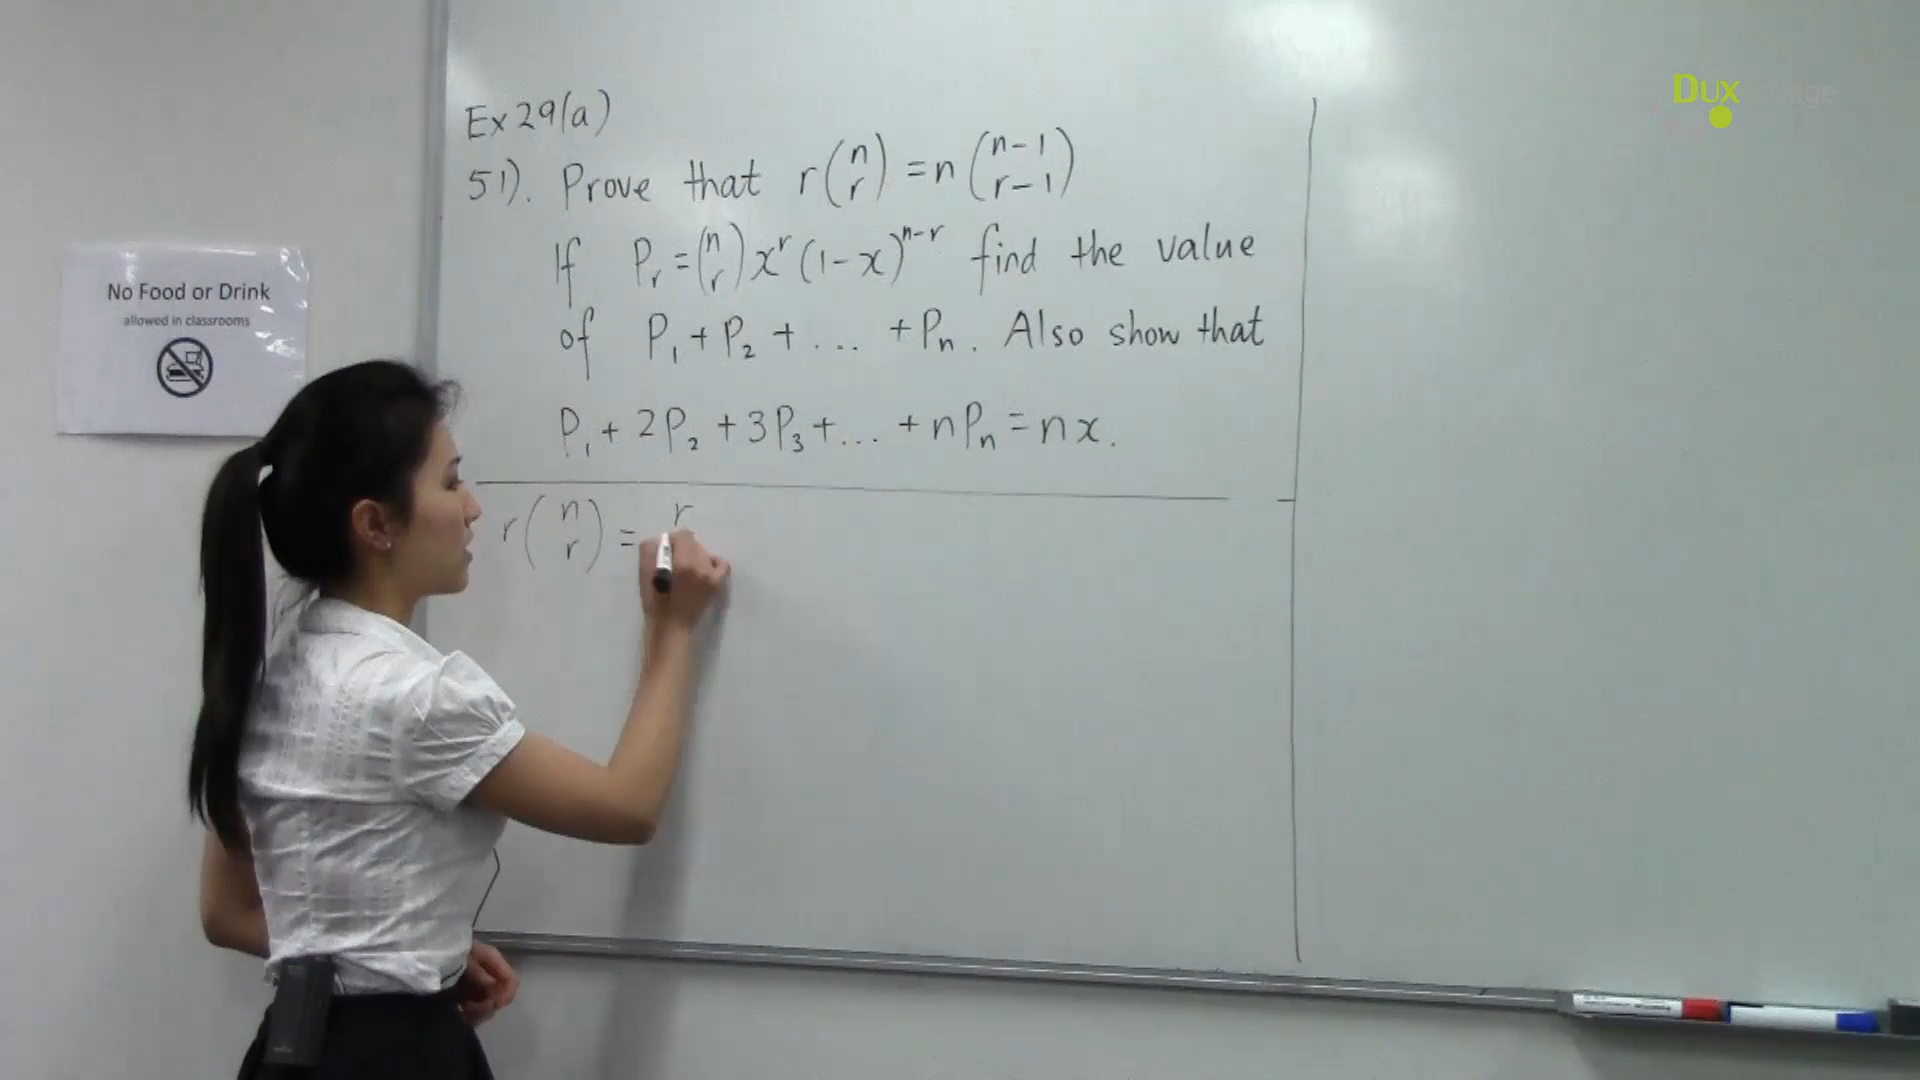 Dux
Ex 29(a)
51). Prove that r(n r) = n(n-1 r-1)
If Pᵣ = (n r) xʳ (1-x)ⁿ⁻ʳ find the value
of P₁ + P₂ + ... + Pₙ. Also show that
P₁ + 2P₂ + 3P₃ + ... + nPₙ = nx.
r(n r) = r
No Food or Drink
allowed in classrooms